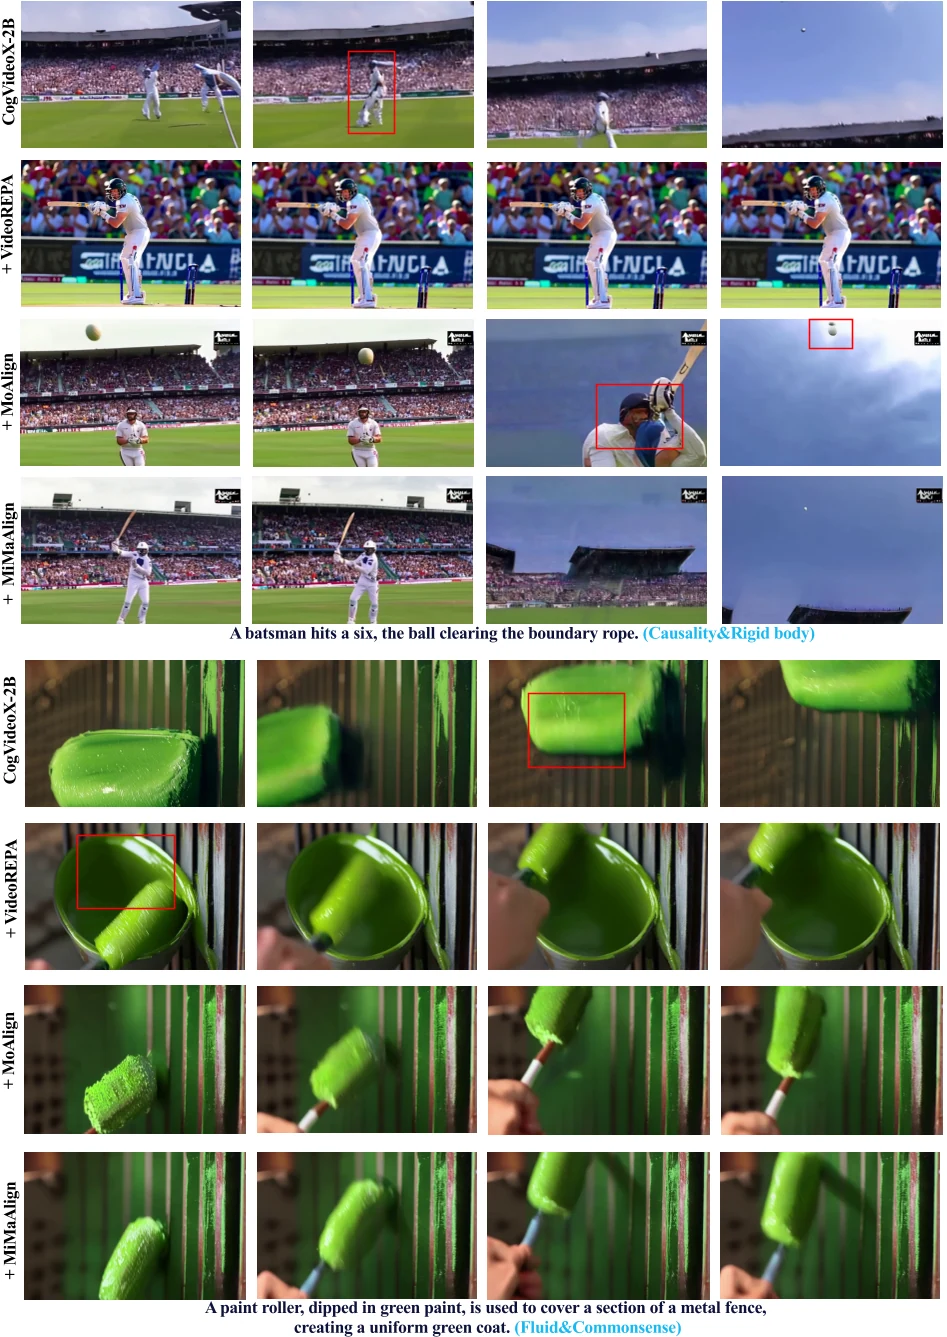 CogVideoX-2B
+ VideoREPA
+ MoAlign
+ MiMaAlign
A batsman hits a six, the ball clearing the boundary rope. (Causality&Rigid body)
CogVideoX-2B
+ VideoREPA
+ MoAlign
+ MiMaAlign
A paint roller, dipped in green paint, is used to cover a section of a metal fence,
creating a uniform green coat. (Fluid&Commonsense)